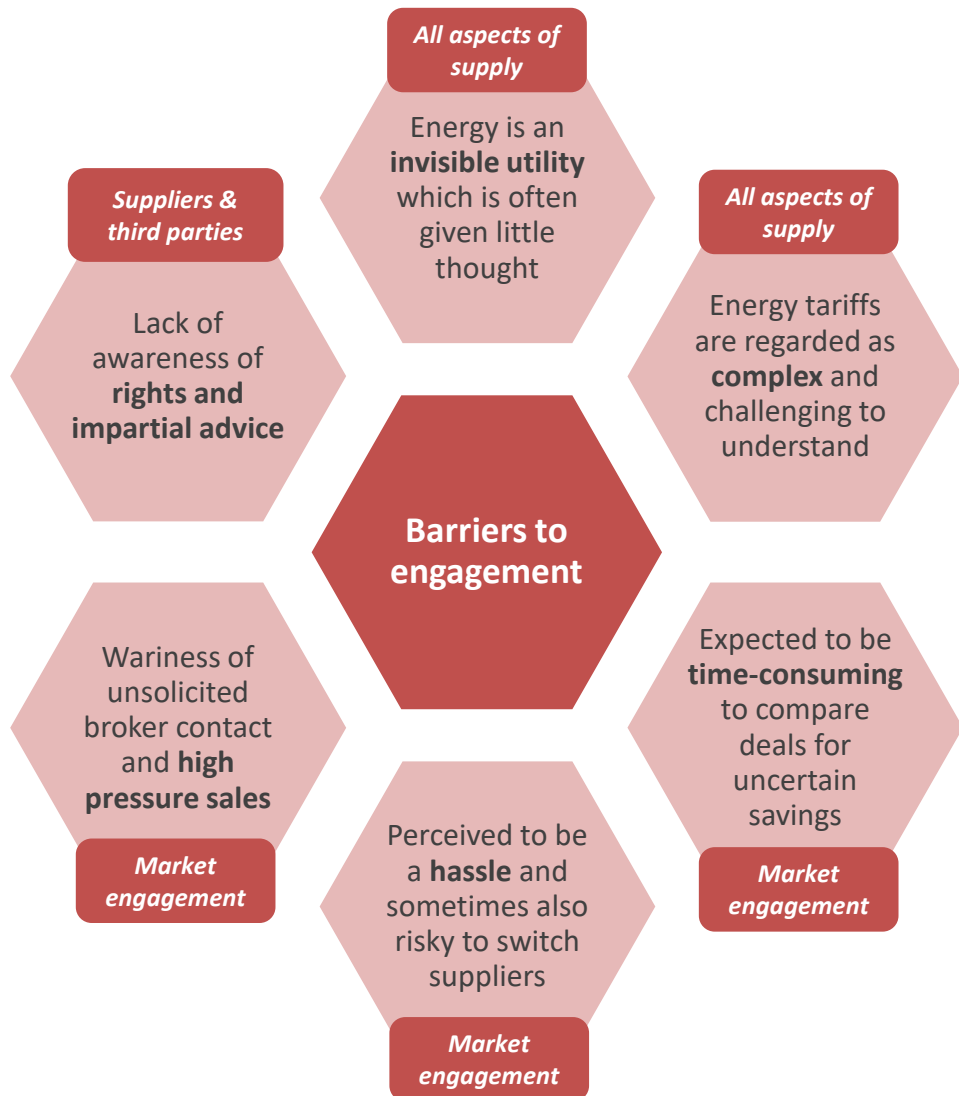 All aspects of
supply
Energy is an
invisible utility
which is often
given little
thought
Suppliers &
third parties
Lack of
awareness of
rights and
impartial advice
All aspects of
supply
Energy tariffs
are regarded as
complex and
challenging to
understand
Barriers to
engagement
Wariness of
unsolicited
broker contact
and high
pressure sales
Market
engagement
Expected to be
time-consuming
to compare
deals for
uncertain
savings
Market
engagement
Perceived to be
a hassle and
sometimes also
risky to switch
suppliers
Market
engagement